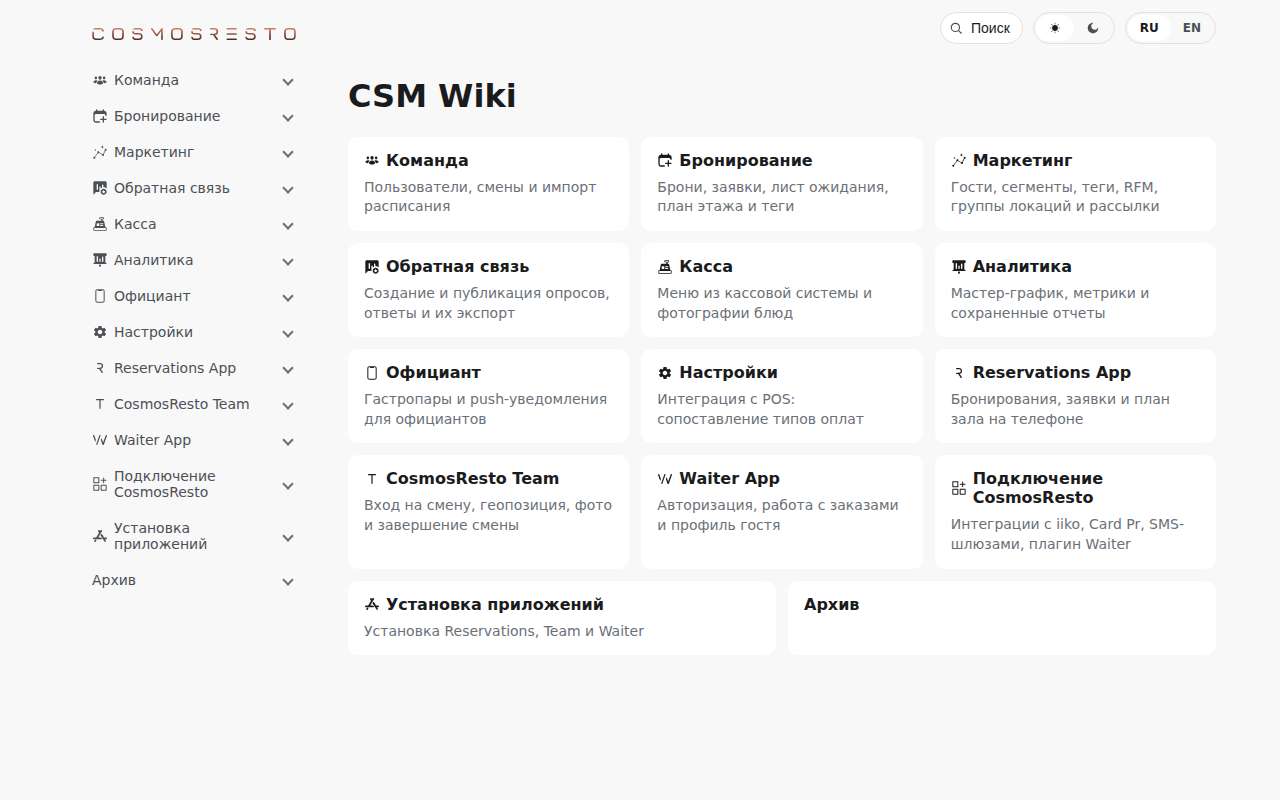 COSMOSRESTO
Поиск
RU
EN
Команда
Бронирование
Маркетинг
Обратная связь
Касса
Аналитика
Официант
Настройки
Reservations App
CosmosResto Team
Waiter App
Подключение
CosmosResto
Установка
приложений
Архив
CSM Wiki
Команда
Пользователи, смены и импорт
расписания
Бронирование
Брони, заявки, лист ожидания,
план этажа и теги
Маркетинг
Гости, сегменты, теги, RFM,
группы локаций и рассылки
Обратная связь
Создание и публикация опросов,
ответы и их экспорт
Касса
Меню из кассовой системы и
фотографии блюд
Аналитика
Мастер-график, метрики и
сохраненные отчеты
Официант
Гастропары и push-уведомления
для официантов
Настройки
Интеграция с POS:
сопоставление типов оплат
Reservations App
Бронирования, заявки и план
зала на телефоне
CosmosResto Team
Вход на смену, геопозиция, фото
и завершение смены
Waiter App
Авторизация, работа с заказами
и профиль гостя
Подключение
CosmosResto
Интеграции с iiko, Card Pr, SMS-
шлюзами, плагин Waiter
Установка приложений
Установка Reservations, Team и Waiter
Архив